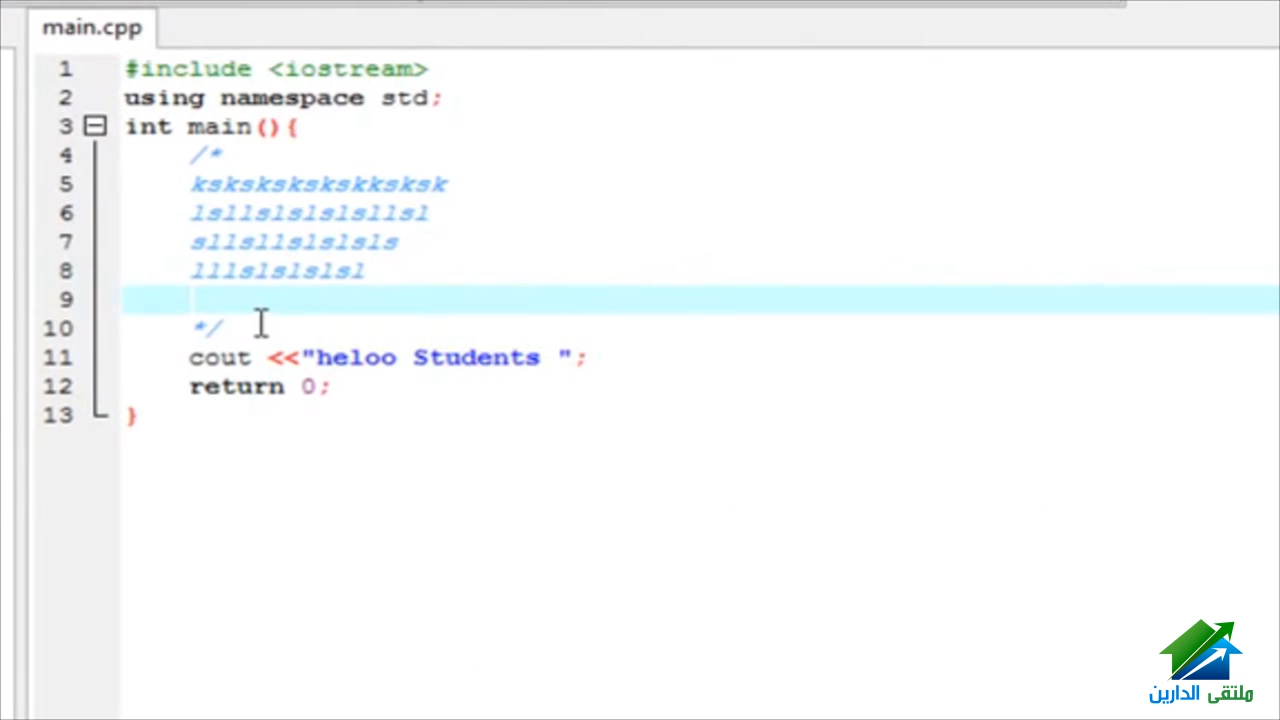 main.cpp
1 #include <iostream>
2 using namespace std;
3 int main(){
4 /*
5 ksksksksksskkksksk
6 lsllslslslsllsl
7 sllsllslslsls
8 lllslslslsl
9
10 */
11 cout <<"heloo Students ";
12 return 0;
13 }
ملتقى الدارين